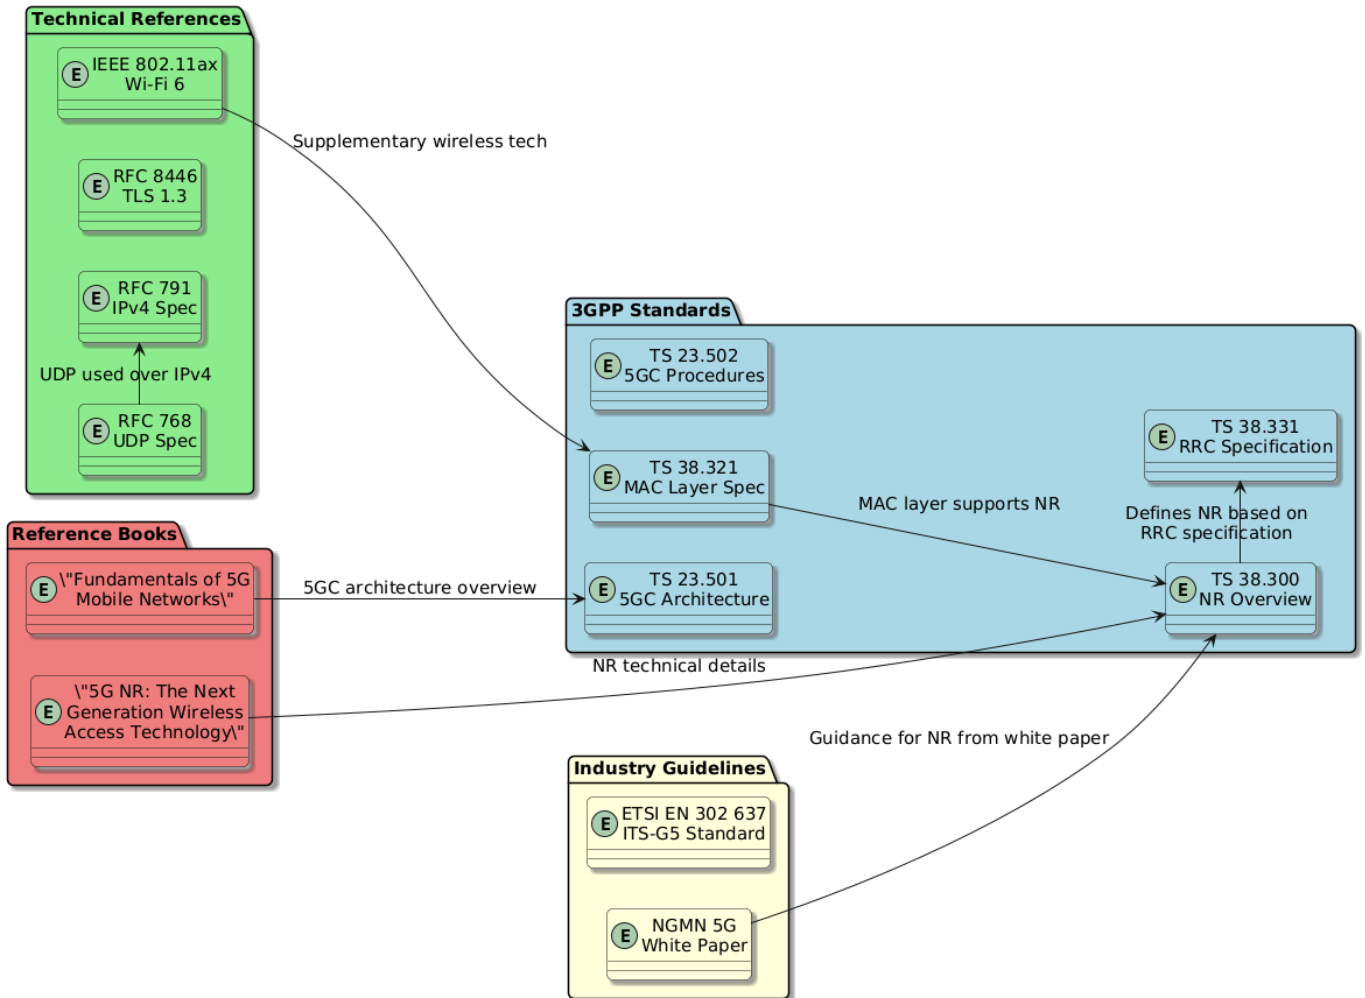 Technical References
E
IEEE 802.11ax
Wi-Fi 6
Supplementary wireless tech
E
RFC 8446
TLS 1.3
E
RFC 791
IPv4 Spec
UDP used over IPv4
E
RFC 768
UDP Spec
3GPP Standards
E
TS 23.502
5GC Procedures
E
TS 38.321
MAC Layer Spec
MAC layer supports NR
E
TS 38.331
RRC Specification
Defines NR based on
RRC specification
E
TS 23.501
5GC Architecture
E
TS 38.300
NR Overview
Reference Books
E
\"Fundamentals of 5G
Mobile Networks\"
5GC architecture overview
E
\"5G NR: The Next
Generation Wireless
Access Technology\"
NR technical details
Guidance for NR from white paper
Industry Guidelines
E
ETSI EN 302 637
ITS-G5 Standard
E
NGMN 5G
White Paper